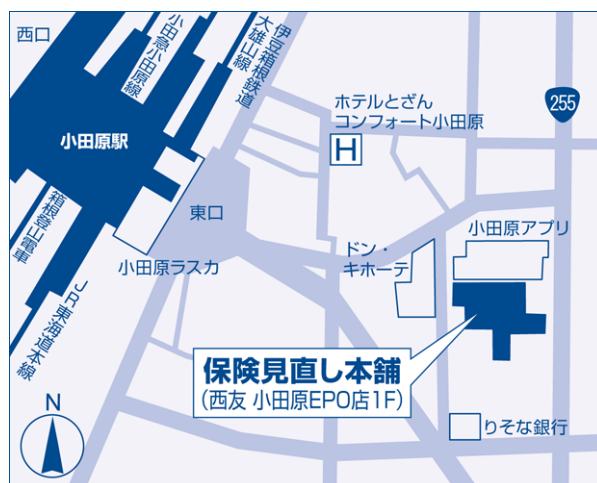 西口
小田急小田原線
伊豆箱根鉄道
大雄山線
255
ホテルとざん
コンフォート小田原
H
小田原駅
東口
箱根登山電車
小田原ラスカ
ドン・
キホーテ
小田原アプリ
JR東海道本線
保険見直し本舗
(西友 小田原EPO店1F)
N
りそな銀行